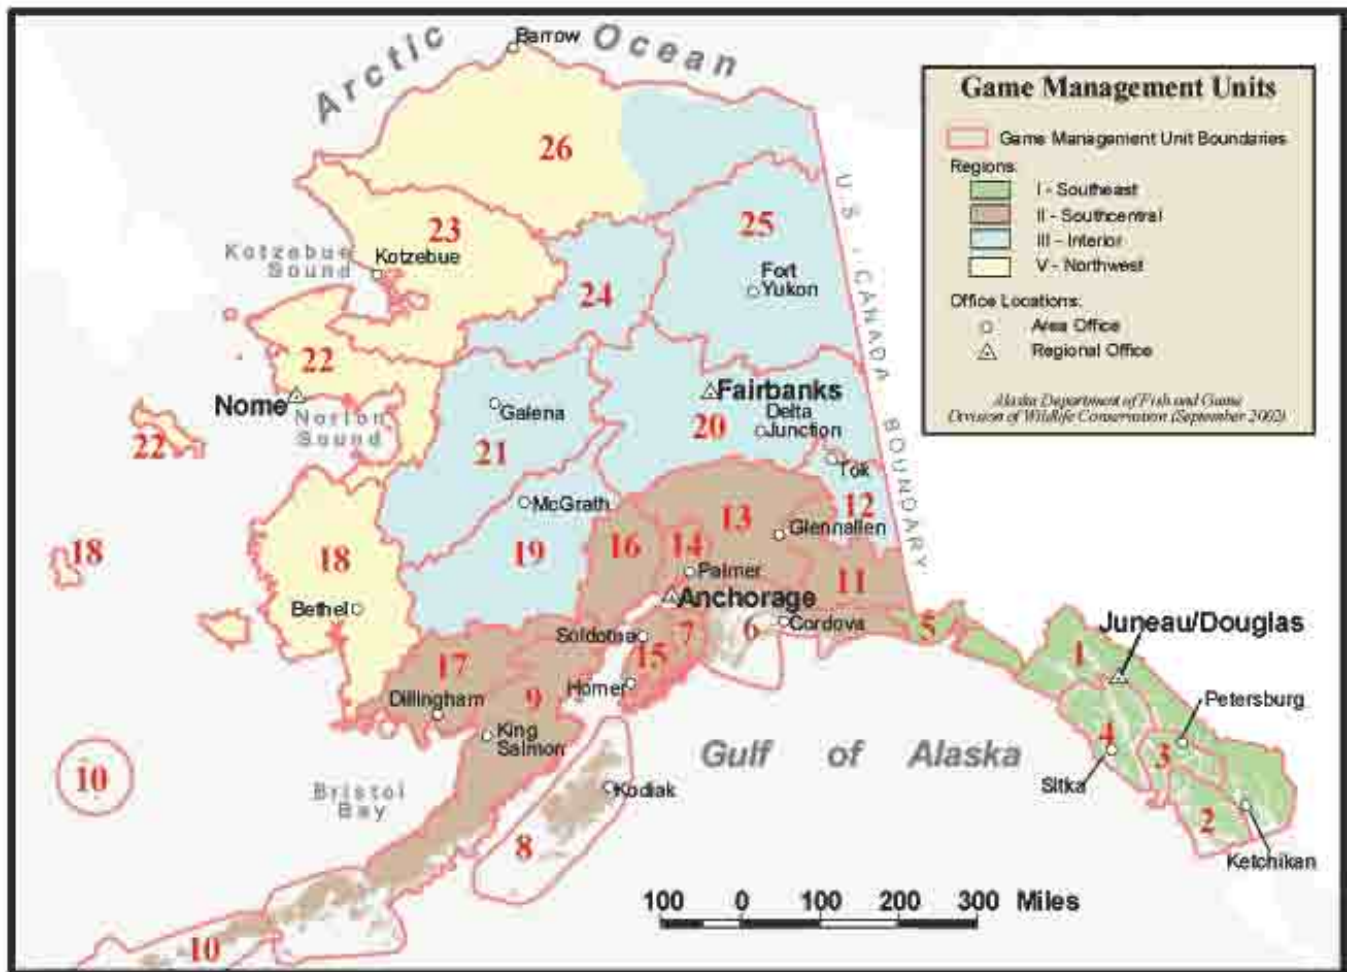 Arctic Ocean
Barrow
Game Management Units
Game Management Unit Boundaries
Regions:
I - Southeast
II - Southcentral
III - Interior
V - Northwest
Office Locations:
Area Office
Regional Office
Alaska Department of Fish and Game
Division of Wildlife Conservation (September 2002)
26
23
25
Kotzebue
Sound
Kotzebue
24
Fort
Yukon
U.S. - CANADA BOUNDARY
22
Nome
Norton
Sound
22
Galena
Fairbanks
Delta
Junction
20
21
Tok
McGrath
12
13
Glennallen
18
18
19
16
14
Palmer
11
Bethel
Anchorage
Cordova
5
6
7
Soldotna
15
Homer
17
Dillingham
9
King
Salmon
1
Juneau/Douglas
Petersburg
4
3
Sitka
2
Ketchikan
Gulf of Alaska
10
Bristol
Bay
Kodiak
8
10
100 0 100 200 300 Miles